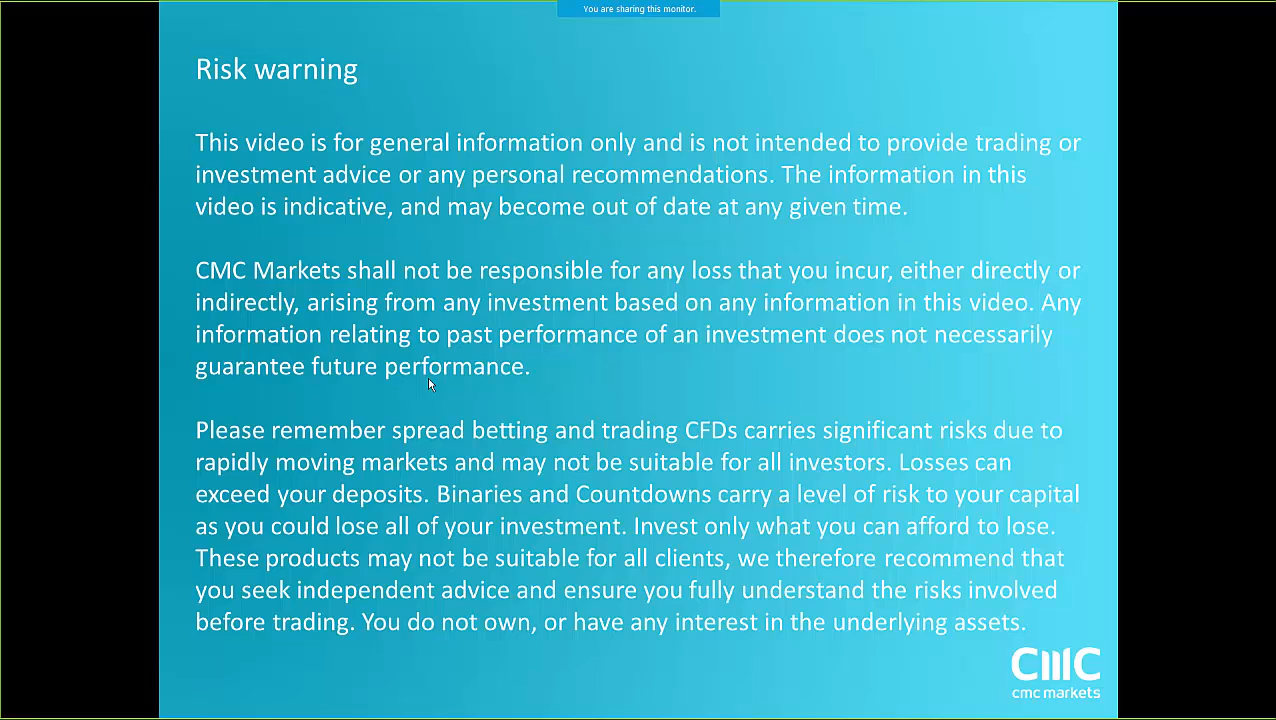 You are sharing this monitor.
Risk warning
This video is for general information only and is not intended to provide trading or
investment advice or any personal recommendations. The information in this
video is indicative, and may become out of date at any given time.
CMC Markets shall not be responsible for any loss that you incur, either directly or
indirectly, arising from any investment based on any information in this video. Any
information relating to past performance of an investment does not necessarily
guarantee future performance.
Please remember spread betting and trading CFDs carries significant risks due to
rapidly moving markets and may not be suitable for all investors. Losses can
exceed your deposits. Binaries and Countdowns carry a level of risk to your capital
as you could lose all of your investment. Invest only what you can afford to lose.
These products may not be suitable for all clients, we therefore recommend that
you seek independent advice and ensure you fully understand the risks involved
before trading. You do not own, or have any interest in the underlying assets.
CMC
cmc markets